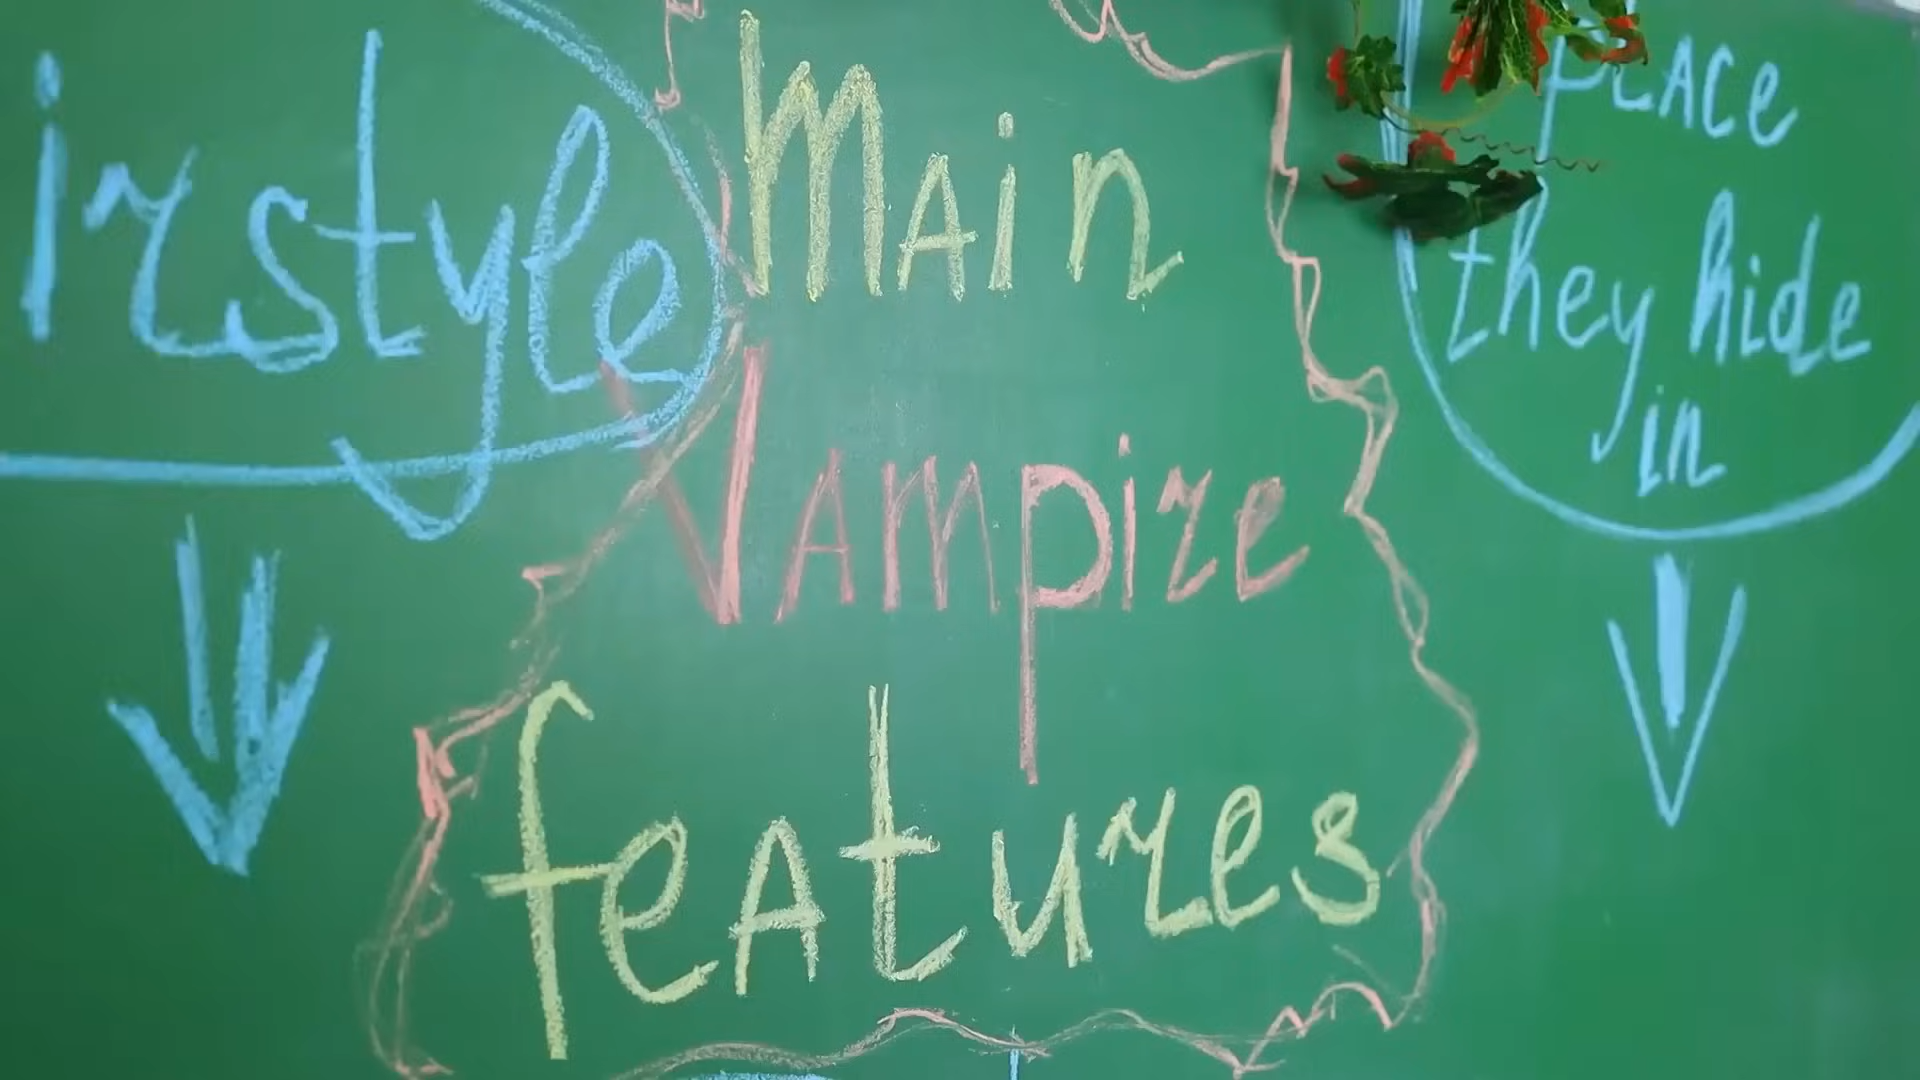 irstyle
Main
Vampire
features
place
they hide
in